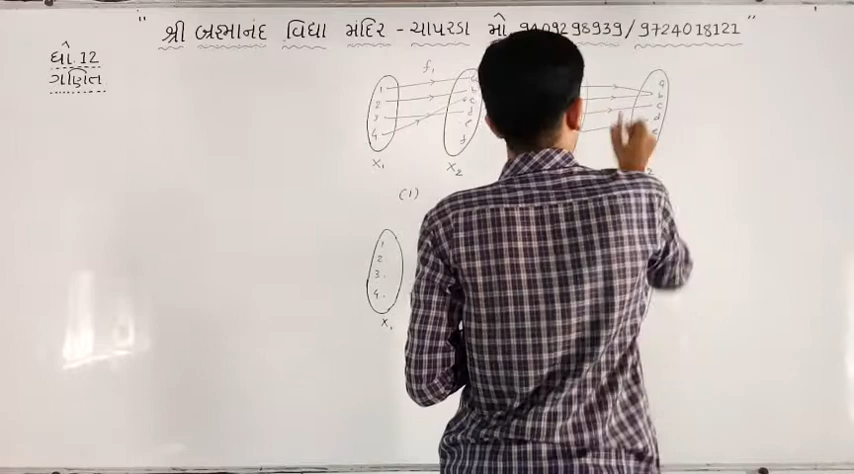 " શ્રી બ્રહ્માનંદ વિદ્યા મંદિર - ચાપરડા મો. 9409298939 / 9724018121 "
ધો. 12
ગણિત
f₁
1
2
3
4
a
b
c
d
e
f
a
b
c
d
e
X₁
X₂
(1)
1
2
3
4
X₁